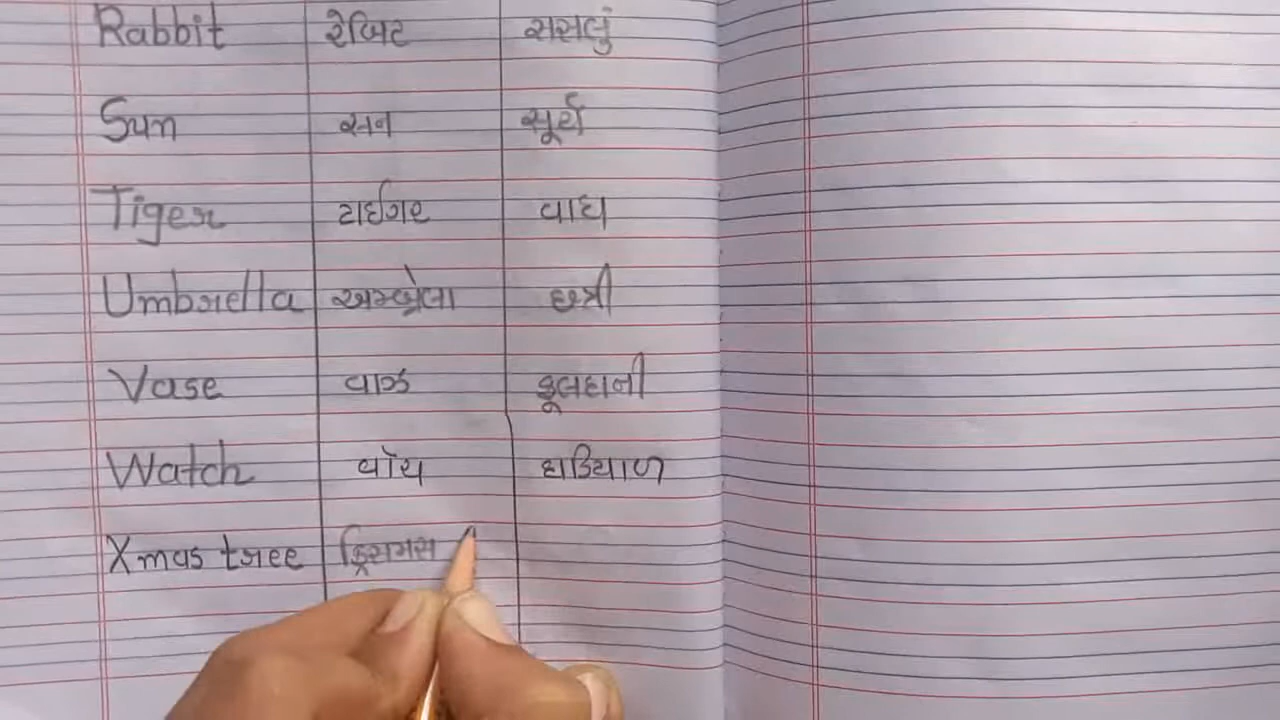 Rabbit રેબિટ સસલું
Sun સન સૂર્ય
Tiger ટાઈગર વાઘ
Umbrella અમ્બ્રેલા છત્રી
Vase વાઝ ફૂલદાની
Watch વૉચ ઘડિયાળ
Xmas tree ક્રિસમસ